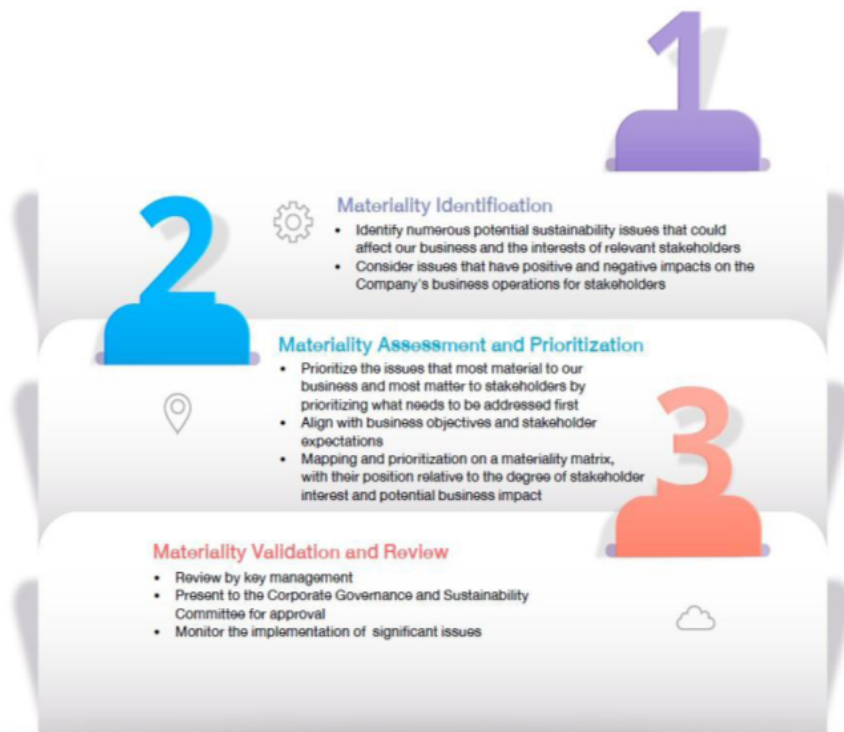 1
Materiality Identification
• Identify numerous potential sustainability issues that could
affect our business and the interests of relevant stakeholders
• Consider issues that have positive and negative impacts on the
Company's business operations for stakeholders
2
Materiality Assessment and Prioritization
• Prioritize the issues that most material to our
business and most matter to stakeholders by
prioritizing what needs to be addressed first
• Align with business objectives and stakeholder
expectations
• Mapping and prioritization on a materiality matrix,
with their position relative to the degree of stakeholder
interest and potential business impact
3
Materiality Validation and Review
• Review by key management
• Present to the Corporate Governance and Sustainability
Committee for approval
• Monitor the implementation of significant issues